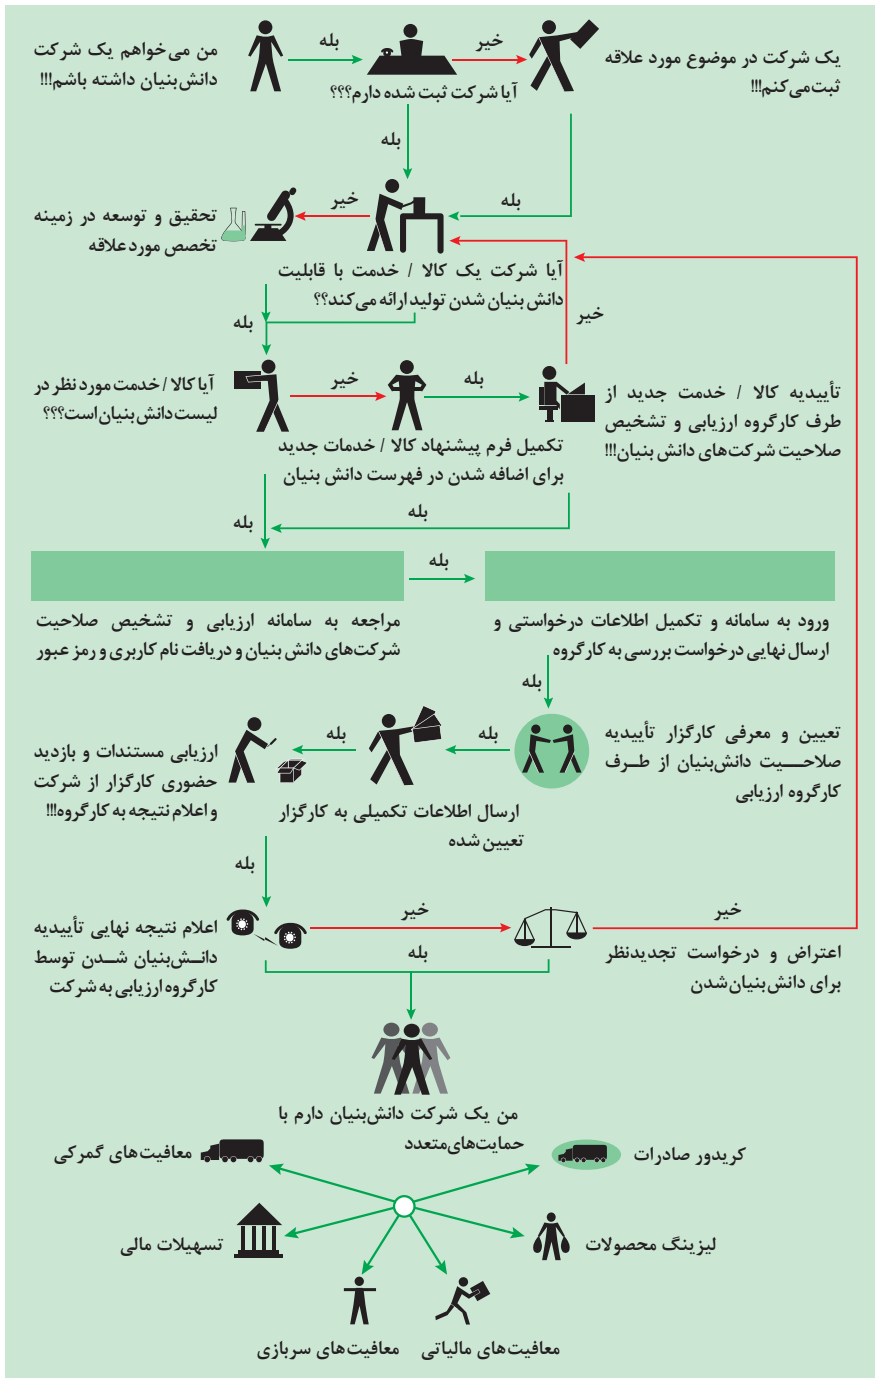 من می‌خواهم یک شرکت
دانش‌بنیان داشته باشم!!!
بله
آیا شرکت ثبت شده دارم؟؟؟
خیر
یک شرکت در موضوع مورد علاقه
ثبت‌می‌کنم!!!
بله
بله
آیا شرکت یک کالا / خدمت با قابلیت
دانش‌بنیان شدن تولید ارائه می‌کند؟؟
خیر
تحقیق و توسعه در زمینه
تخصص مورد علاقه
خیر
بله
آیا کالا / خدمت مورد نظر در
لیست دانش‌بنیان است؟؟؟
خیر
تکمیل فرم پیشنهاد کالا / خدمات جدید
برای اضافه شدن در فهرست دانش بنیان
بله
تأییدیه کالا / خدمت جدید از
طرف کارگروه ارزیابی و تشخیص
صلاحیت شرکت‌های دانش بنیان!!!
بله
بله
بله
مراجعه به سامانه ارزیابی و تشخیص صلاحیت
شرکت‌های دانش بنیان و دریافت نام کاربری و رمز عبور
ورود به سامانه و تکمیل اطلاعات درخواستی و
ارسال نهایی درخواست بررسی به کارگروه
بله
تعیین و معرفی کارگزار تأییدیه
صلاحـــیت دانش‌بنیان از طــرف
کارگروه ارزیابی
بله
ارسال اطلاعات تکمیلی به کارگزار
تعیین شده
بله
ارزیابی مستندات و بازدید
حضوری کارگزار از شرکت
و اعلام نتیجه به کارگروه!!!
بله
اعلام نتیجه نهایی تأییدیه
دانــش‌بنیان شــدن توسط
کارگروه ارزیابی به شرکت
خیر
خیر
اعتراض و درخواست تجدیدنظر
برای دانش‌بنیان‌شدن
بله
من یک شرکت دانش‌بنیان دارم با
حمایت‌های‌متعدد
کریدور صادرات
معافیت‌های گمرکی
لیزینگ محصولات
تسهیلات مالی
معافیت‌های مالیاتی
معافیت‌های سربازی